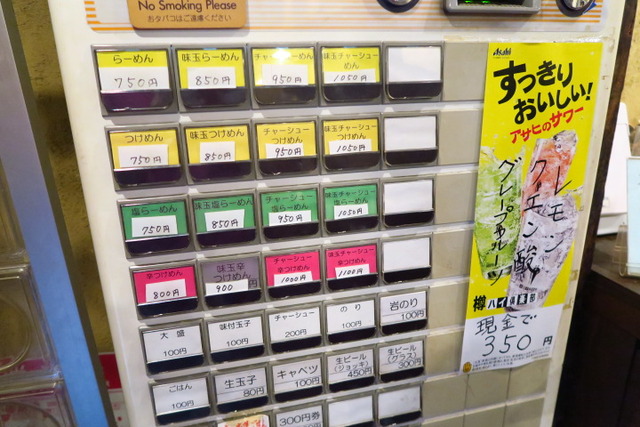 No Smoking Please
おタバコはご遠慮ください
らーめん
750円
味玉らーめん
850円
チャーシューめん
950円
味玉チャーシュー
めん
1050円
つけめん
750円
味玉つけめん
850円
チャーシュー
つけめん
950円
味玉チャーシュー
つけめん
1050円
塩らーめん
750円
味玉塩らーめん
850円
チャーシュー
塩らーめん
950円
味玉チャーシュー
塩らーめん
1050円
辛つけめん
800円
味玉辛
つけめん
900
チャーシュー
辛つけめん
1000円
味玉チャーシュー
辛つけめん
1100円
大盛
100円
味付玉子
100円
チャーシュー
200円
のり
100円
岩のり
100円
ごはん
100円
生玉子
80円
キャベツ
100円
生ビール
(ジョッキ)
450円
生ビール
(グラス)
300円
300円券
Asahi
すっきり
おいしい!
アサヒのサワー
レモン
クエン酸
グレープフルーツ
樽ハイ倶楽部
現金で
350円